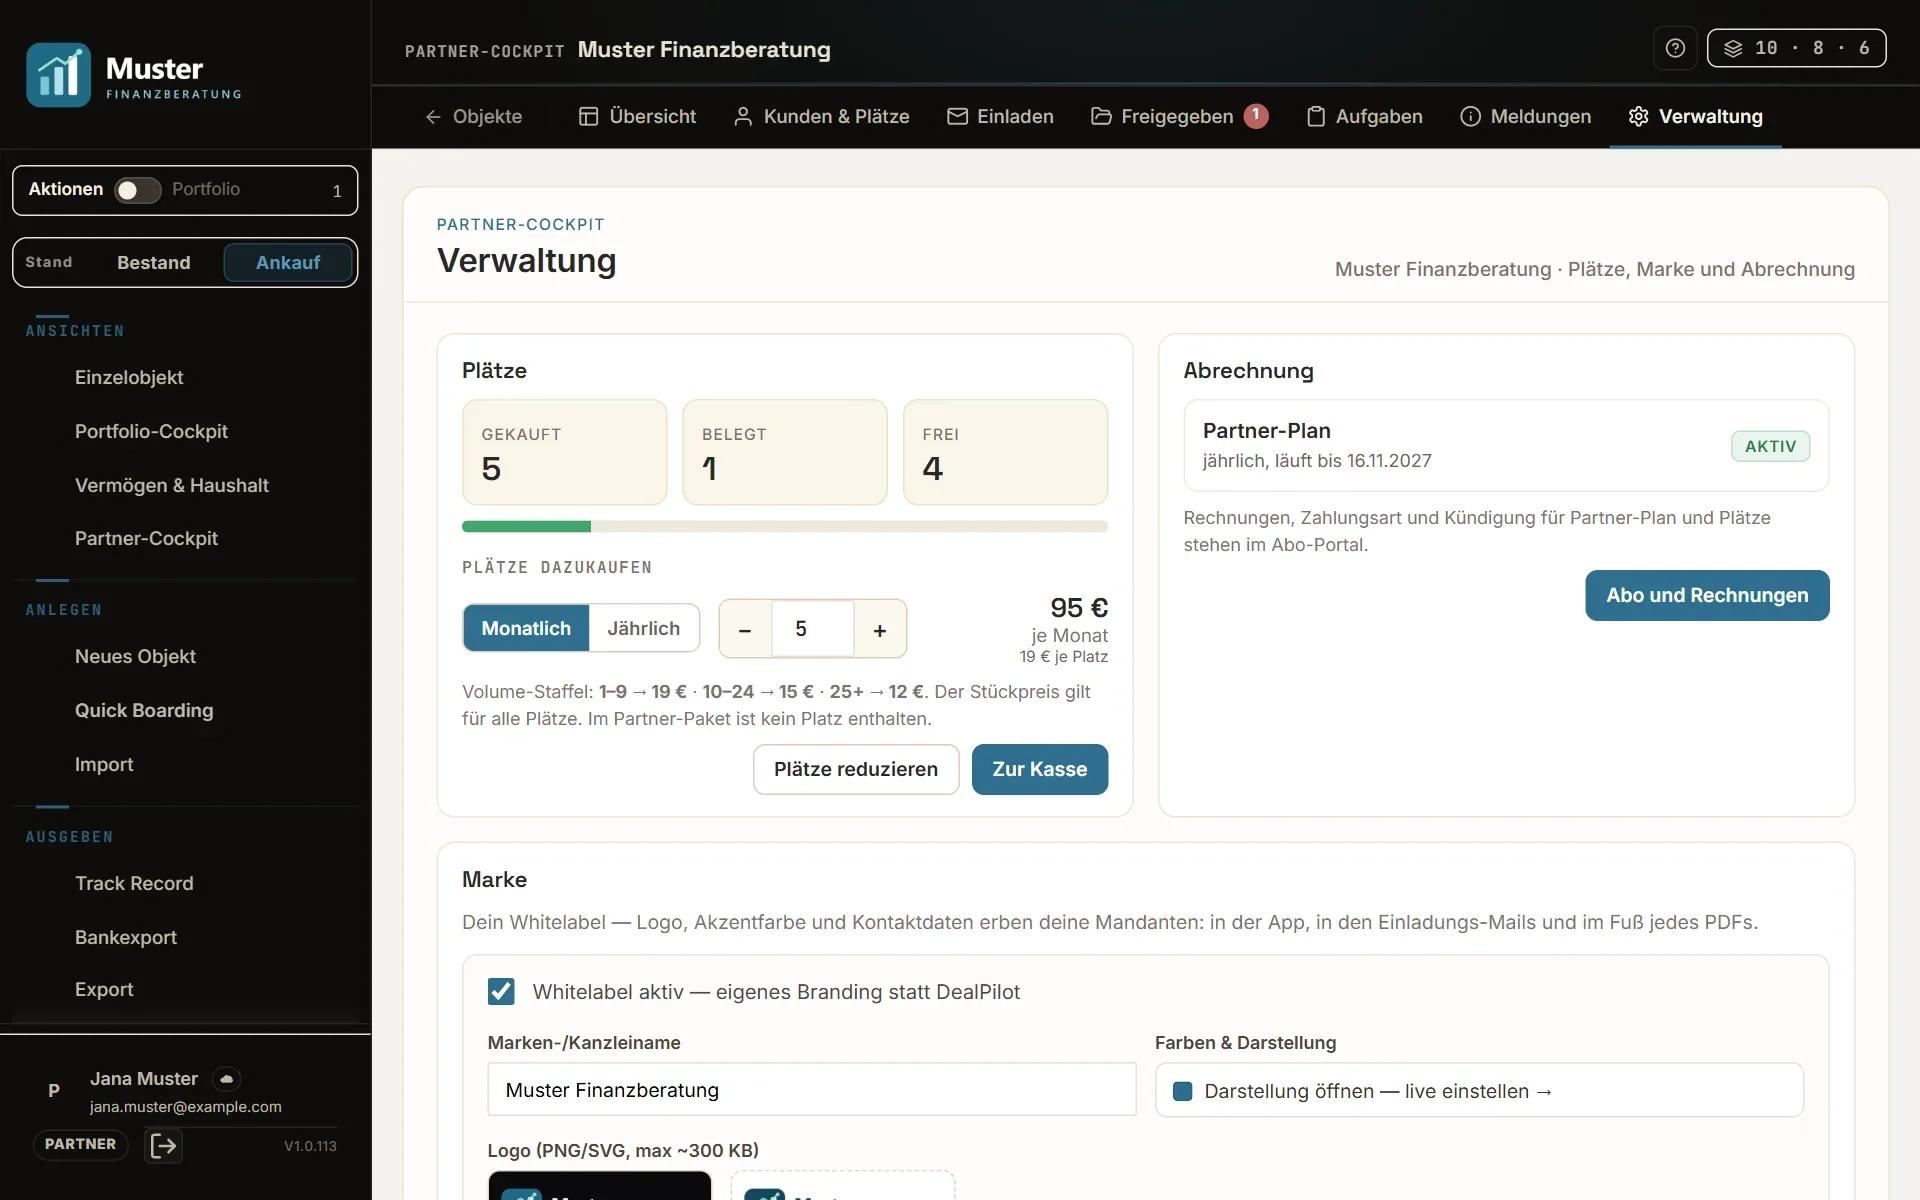 Muster
FINANZBERATUNG
PARTNER-COCKPIT Muster Finanzberatung
10 · 8 · 6
← Objekte
Übersicht
Kunden & Plätze
Einladen
Freigegeben 1
Aufgaben
Meldungen
Verwaltung
Aktionen Portfolio 1
Stand Bestand Ankauf
ANSICHTEN
Einzelobjekt
Portfolio-Cockpit
Vermögen & Haushalt
Partner-Cockpit
ANLEGEN
Neues Objekt
Quick Boarding
Import
AUSGEBEN
Track Record
Bankexport
Export
P
Jana Muster
jana.muster@example.com
PARTNER
V1.0.113
PARTNER-COCKPIT
Verwaltung
Muster Finanzberatung · Plätze, Marke und Abrechnung
Plätze
GEKAUFT
5
BELEGT
1
FREI
4
PLÄTZE DAZUKAUFEN
Monatlich Jährlich
– 5 +
95 €
je Monat
19 € je Platz
Volume-Staffel: 1–9 → 19 € · 10–24 → 15 € · 25+ → 12 €. Der Stückpreis gilt
für alle Plätze. Im Partner-Paket ist kein Platz enthalten.
Plätze reduzieren
Zur Kasse
Abrechnung
Partner-Plan
jährlich, läuft bis 16.11.2027
AKTIV
Rechnungen, Zahlungsart und Kündigung für Partner-Plan und Plätze
stehen im Abo-Portal.
Abo und Rechnungen
Marke
Dein Whitelabel — Logo, Akzentfarbe und Kontaktdaten erben deine Mandanten: in der App, in den Einladungs-Mails und im Fuß jedes PDFs.
Whitelabel aktiv — eigenes Branding statt DealPilot
Marken-/Kanzleiname
Muster Finanzberatung
Farben & Darstellung
Darstellung öffnen — live einstellen →
Logo (PNG/SVG, max ~300 KB)